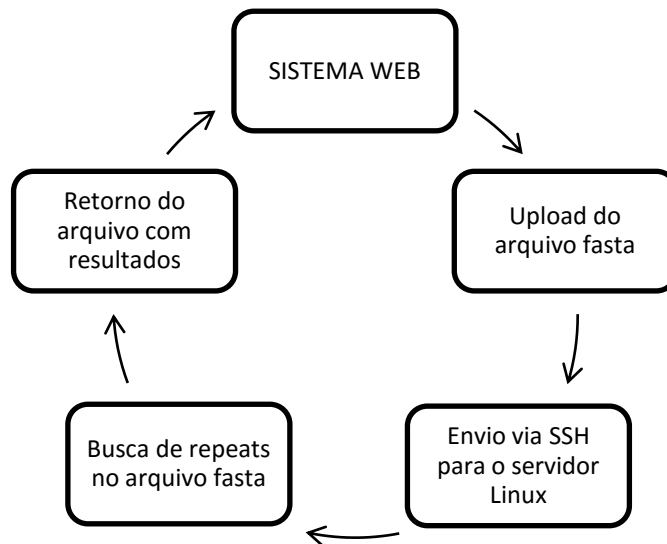 SISTEMA WEB
Upload do
arquivo fasta
Envio via SSH
para o servidor
Linux
Busca de repeats
no arquivo fasta
Retorno do
arquivo com
resultados